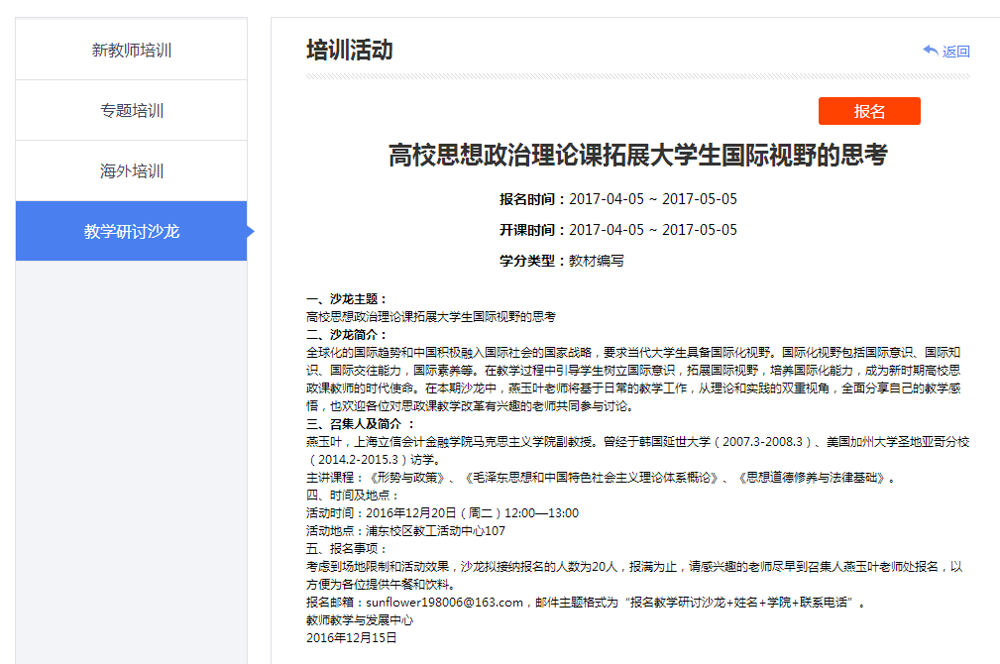 新教师培训
专题培训
海外培训
教学研讨沙龙
培训活动
返回
报名
高校思想政治理论课拓展大学生国际视野的思考
报名时间：2017-04-05 ~ 2017-05-05
开课时间：2017-04-05 ~ 2017-05-05
学分类型：教材编写
一、沙龙主题：
高校思想政治理论课拓展大学生国际视野的思考
二、沙龙简介：
全球化的国际趋势和中国积极融入国际社会的国家战略，要求当代大学生具备国际化视野。国际化视野包括国际意识、国际知
识、国际交往能力，国际素养等。在教学过程中引导学生树立国际意识，拓展国际视野，培养国际化能力，成为新时期高校思
政课教师的时代使命。在本期沙龙中，燕玉叶老师将基于日常的教学工作，从理论和实践的双重视角，全面分享自己的教学感
悟，也欢迎各位对思政课教学改革有兴趣的老师共同参与讨论。
三、召集人及简介 ：
燕玉叶，上海立信会计金融学院马克思主义学院副教授。曾经于韩国延世大学（2007.3-2008.3）、美国加州大学圣地亚哥分校
（2014.2-2015.3）访学。
主讲课程：《形势与政策》、《毛泽东思想和中国特色社会主义理论体系概论》、《思想道德修养与法律基础》。
四、时间及地点：
活动时间：2016年12月20日（周二）12:00—13:00
活动地点：浦东校区教工活动中心107
五、报名事项：
考虑到场地限制和活动效果，沙龙拟接纳报名的人数为20人，报满为止，请感兴趣的老师尽早到召集人燕玉叶老师处报名，以
方便为各位提供午餐和饮料。
报名邮箱：sunflower198006@163.com，邮件主题格式为“报名教学研讨沙龙+姓名+学院+联系电话”。
教师教学与发展中心
2016年12月15日